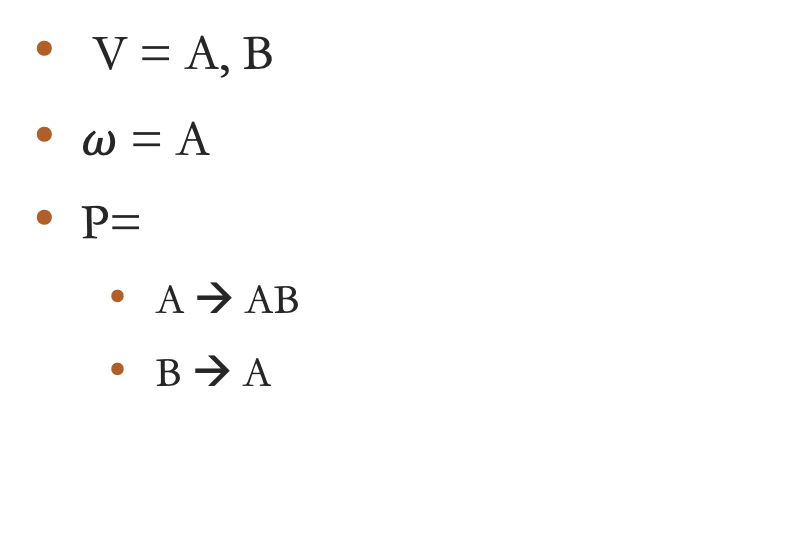 • V = A, B
• ω = A
• P=
• A → AB
• B → A